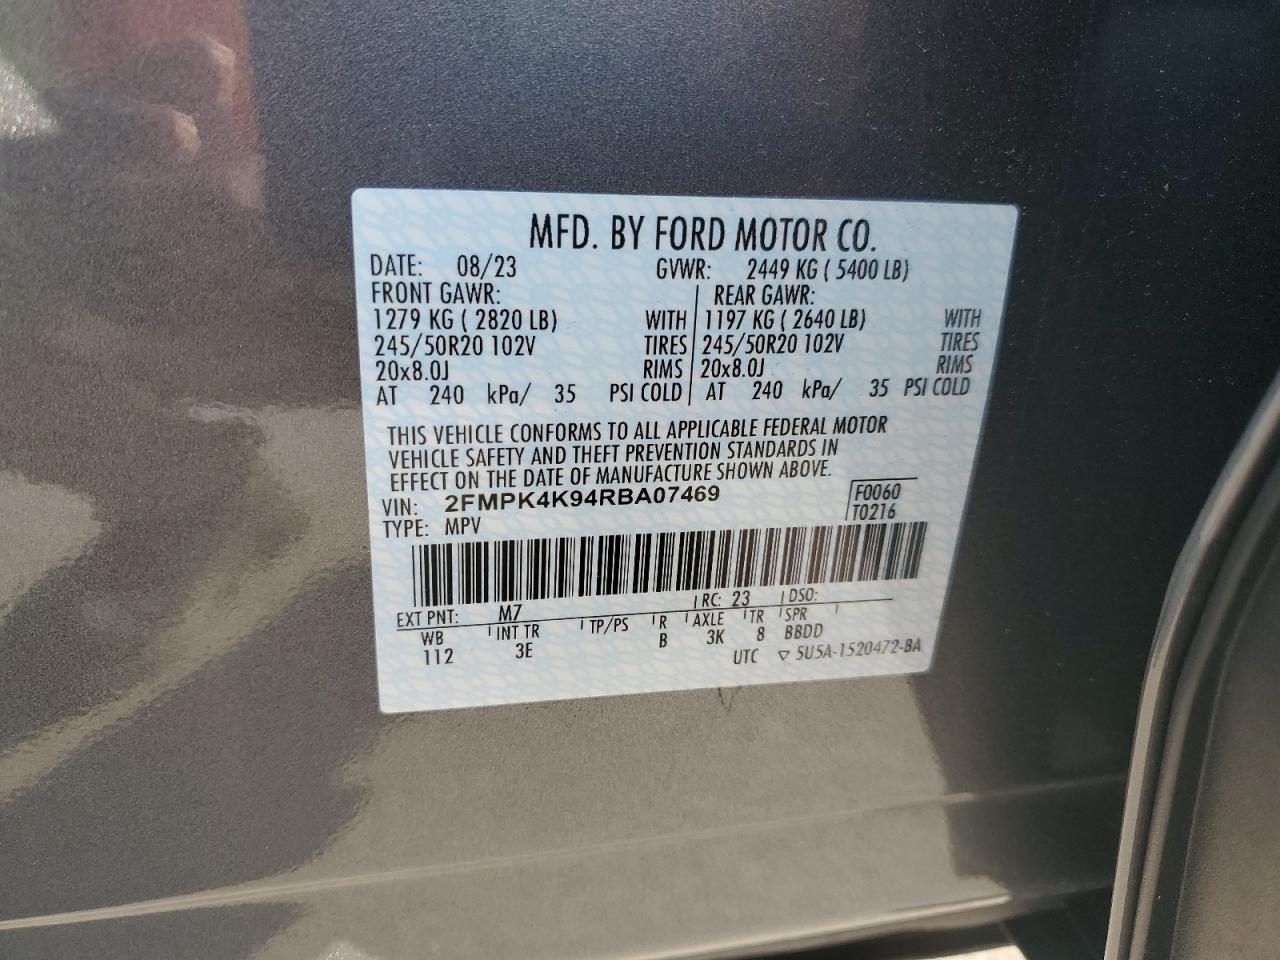 MFD. BY FORD MOTOR CO.
DATE: 08/23 GVWR: 2449 KG ( 5400 LB)
FRONT GAWR: REAR GAWR:
1279 KG ( 2820 LB) WITH 1197 KG ( 2640 LB) WITH
245/50R20 102V TIRES 245/50R20 102V TIRES
20x8.0J RIMS 20x8.0J RIMS
AT 240 kPa/ 35 PSI COLD AT 240 kPa/ 35 PSI COLD
THIS VEHICLE CONFORMS TO ALL APPLICABLE FEDERAL MOTOR
VEHICLE SAFETY AND THEFT PREVENTION STANDARDS IN
EFFECT ON THE DATE OF MANUFACTURE SHOWN ABOVE.
VIN: 2FMPK4K94RBA07469 F0060
TYPE: MPV T0216
EXT PNT: M7 RC: 23 DSO:
WB INT TR TP/PS R AXLE TR SPR
112 3E B 3K 8 BBDD
UTC ▽ 5U5A-1520472-BA